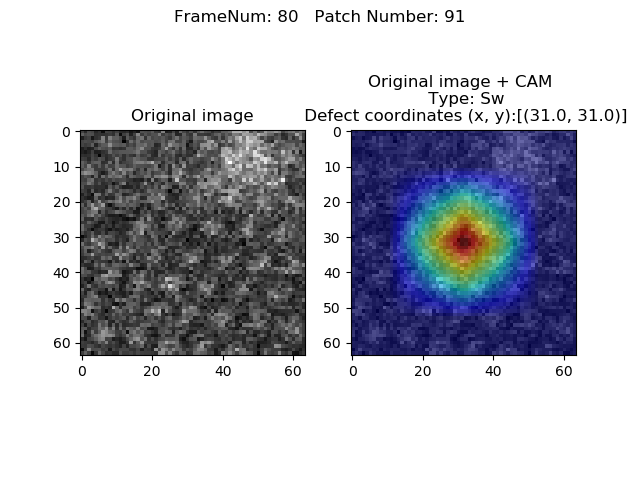 FrameNum: 80   Patch Number: 91
Original image
Original image + CAM
Type: Sw
Defect coordinates (x, y):[(31.0, 31.0)]
0
10
20
30
40
50
60
0 20 40 60
0
10
20
30
40
50
60
0 20 40 60